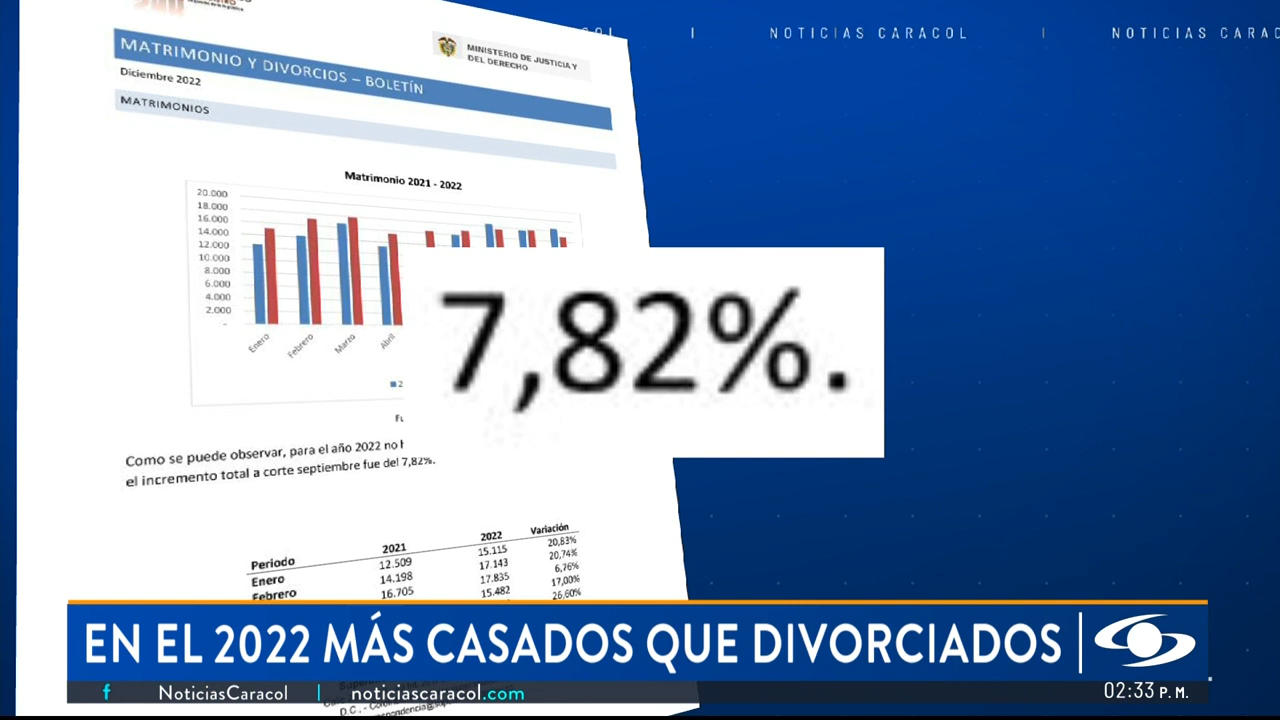 NOTICIAS CARACOL
NOTICIAS CARAC
MINISTERIO DE JUSTICIA Y
DEL DERECHO
MATRIMONIO Y DIVORCIOS – BOLETÍN
Diciembre 2022
MATRIMONIOS
Matrimonio 2021 - 2022
20.000
18.000
16.000
14.000
12.000
10.000
8.000
6.000
4.000
2.000
-
Enero
Febrero
Marzo
Abril
7,82%.
Como se puede observar, para el año 2022 no
el incremento total a corte septiembre fue del 7,82%.
Periodo 2021 2022 Variación
Enero 12.509 15.115 20,83%
Febrero 14.198 17.143 20,74%
16.705 17.835 6,76%
15.482 17,00%
26,60%
EN EL 2022 MÁS CASADOS QUE DIVORCIADOS
NoticiasCaracol | noticiascaracol.com
02:33 P. M.